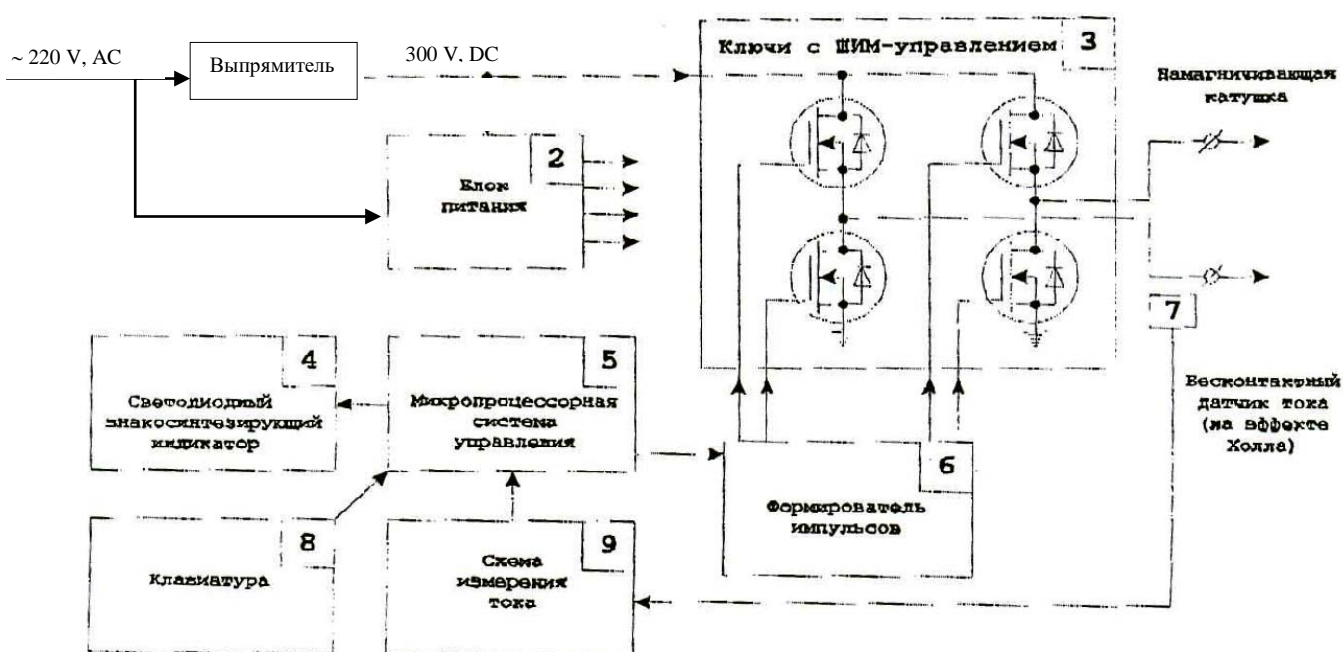 ~ 220 V, AC
Выпрямитель
300 V, DC
Ключи с ШИМ-управлением
3
Намагничивающая
катушка
2
Блок
питания
4
Светодиодный
знакосинтезирующий
индикатор
5
Микропроцессорная
система
управления
7
Бесконтактный
датчик тока
(на эффекте
Холла)
6
Формирователь
импульсов
8
Клавиатура
9
Схема
измерения
тока